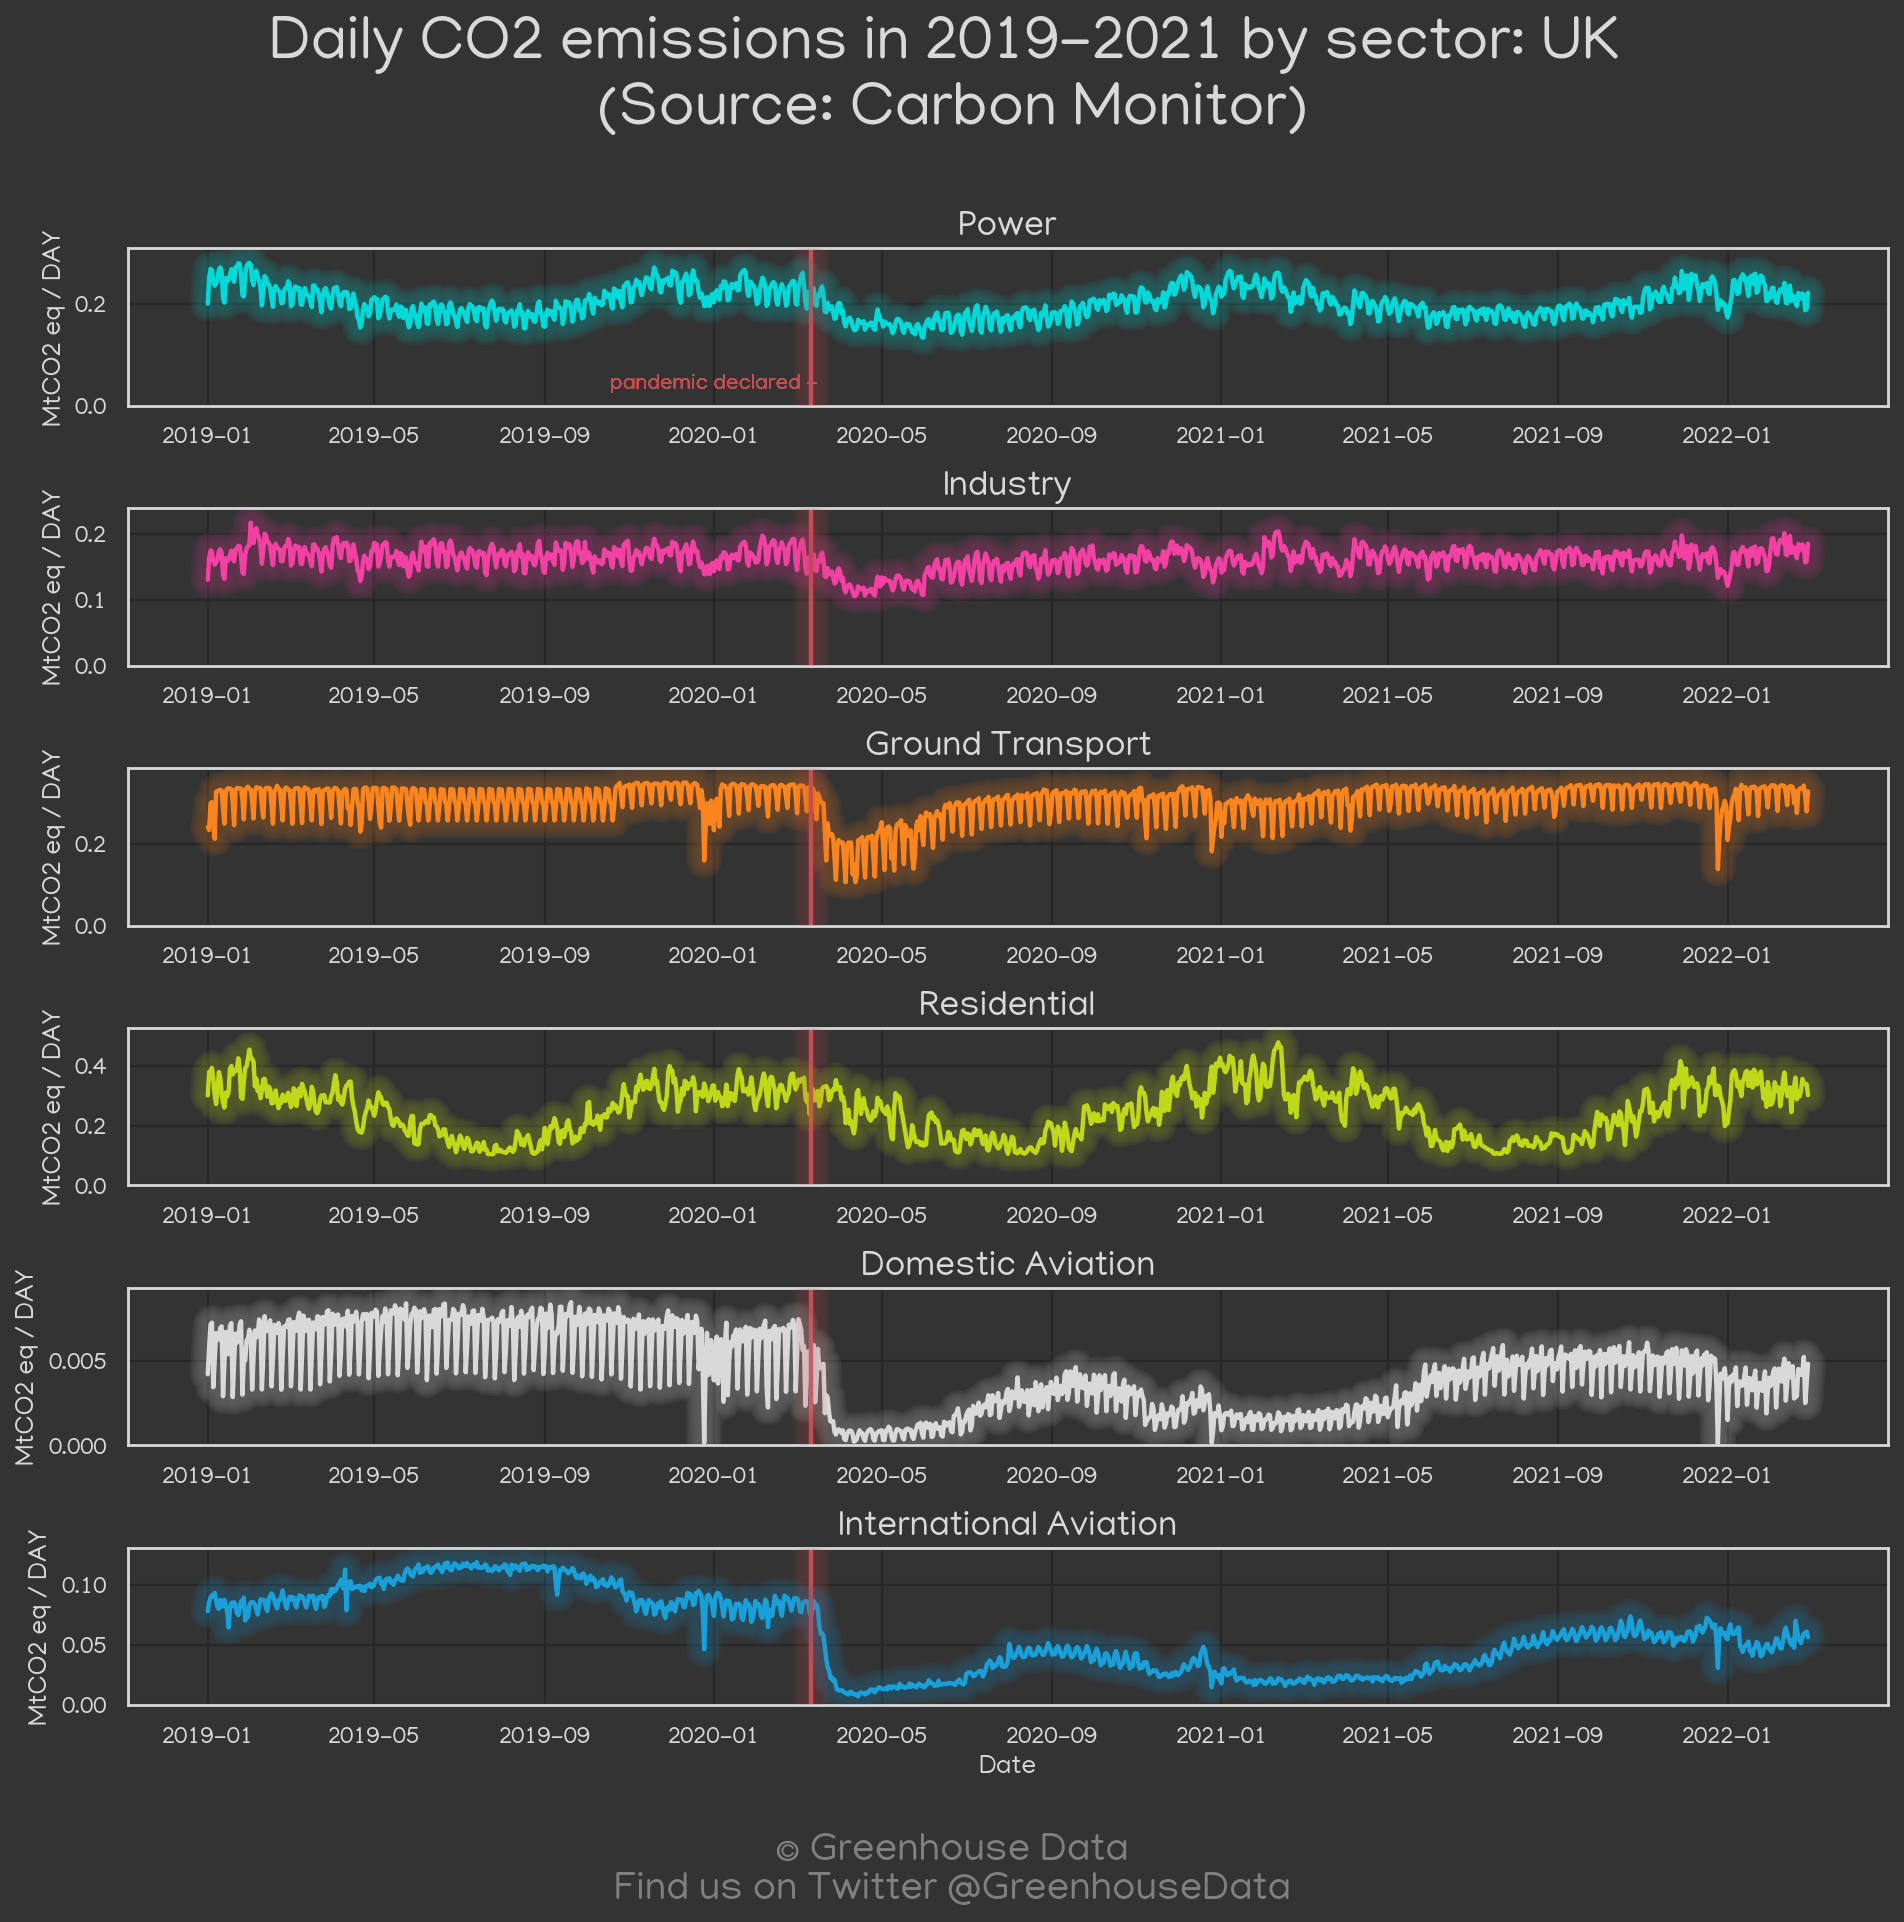 Daily CO2 emissions in 2019-2021 by sector: UK
(Source: Carbon Monitor)
Power
MtCO2 eq / DAY
0.2
0.0
pandemic declared -
2019-01 2019-05 2019-09 2020-01 2020-05 2020-09 2021-01 2021-05 2021-09 2022-01
Industry
MtCO2 eq / DAY
0.2
0.1
0.0
2019-01 2019-05 2019-09 2020-01 2020-05 2020-09 2021-01 2021-05 2021-09 2022-01
Ground Transport
MtCO2 eq / DAY
0.2
0.0
2019-01 2019-05 2019-09 2020-01 2020-05 2020-09 2021-01 2021-05 2021-09 2022-01
Residential
MtCO2 eq / DAY
0.4
0.2
0.0
2019-01 2019-05 2019-09 2020-01 2020-05 2020-09 2021-01 2021-05 2021-09 2022-01
Domestic Aviation
MtCO2 eq / DAY
0.005
0.000
2019-01 2019-05 2019-09 2020-01 2020-05 2020-09 2021-01 2021-05 2021-09 2022-01
International Aviation
MtCO2 eq / DAY
0.10
0.05
0.00
2019-01 2019-05 2019-09 2020-01 2020-05 2020-09 2021-01 2021-05 2021-09 2022-01
Date
© Greenhouse Data
Find us on Twitter @GreenhouseData